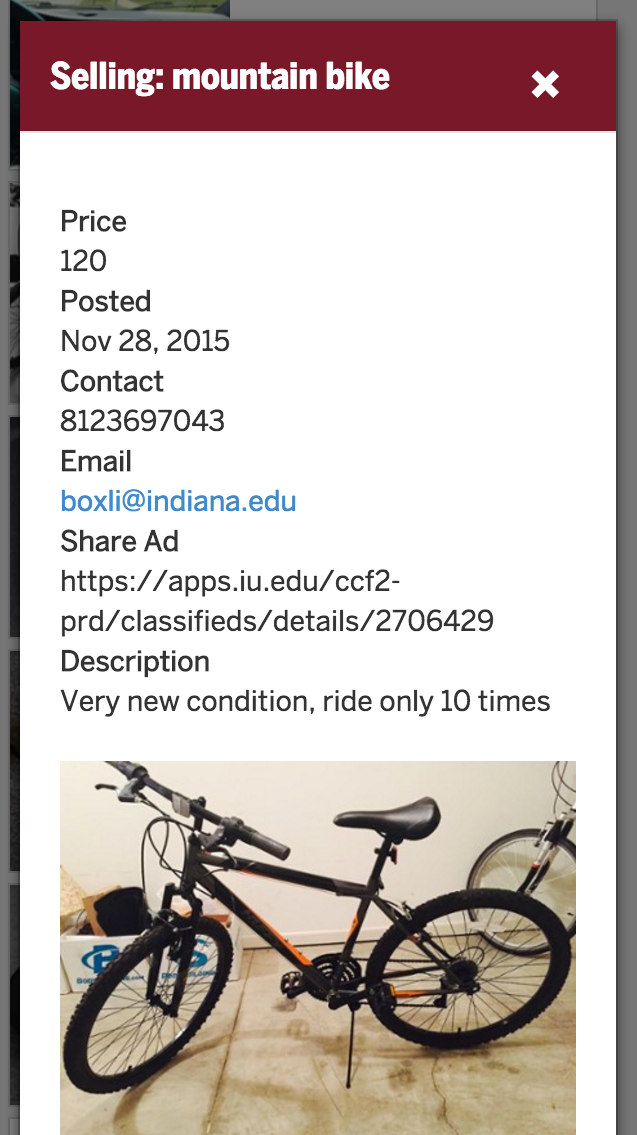 Selling: mountain bike
Price
120
Posted
Nov 28, 2015
Contact
8123697043
Email
boxli@indiana.edu
Share Ad
https://apps.iu.edu/ccf2-
prd/classifieds/details/2706429
Description
Very new condition, ride only 10 times